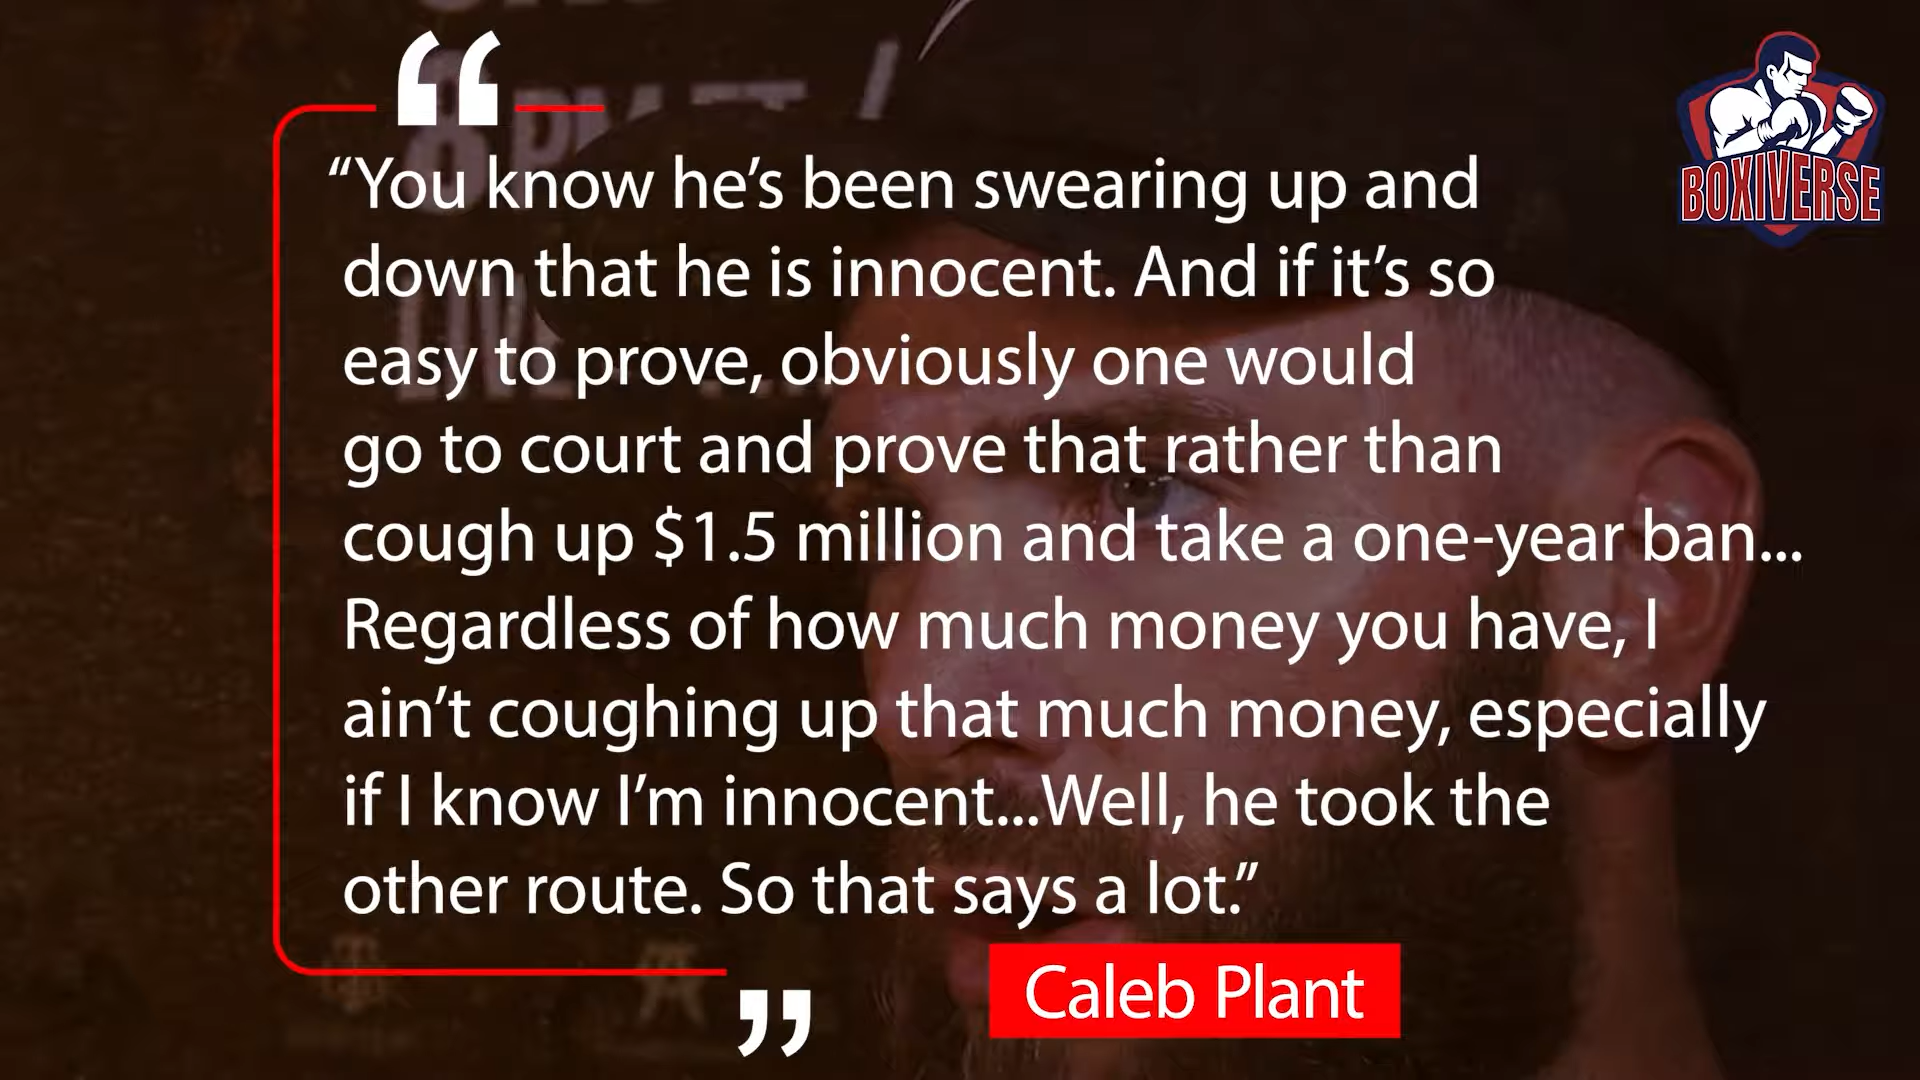 “
BOXIVERSE
“You know he’s been swearing up and
down that he is innocent. And if it’s so
easy to prove, obviously one would
go to court and prove that rather than
cough up $1.5 million and take a one-year ban...
Regardless of how much money you have, I
ain’t coughing up that much money, especially
if I know I’m innocent...Well, he took the
other route. So that says a lot.”
”
Caleb Plant